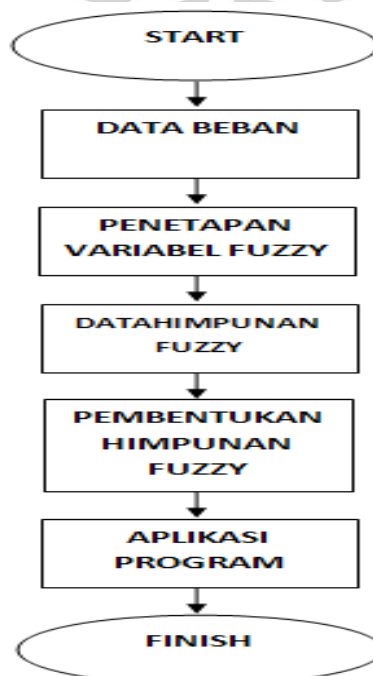 START
DATA BEBAN
PENETAPAN
VARIABEL FUZZY
DATAHIMPUNAN
FUZZY
PEMBENTUKAN
HIMPUNAN
FUZZY
APLIKASI
PROGRAM
FINISH